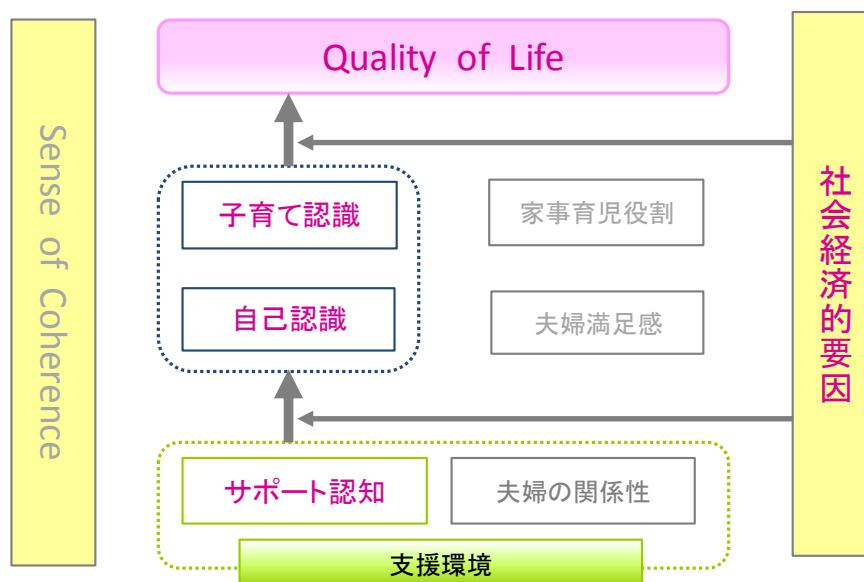 Quality of Life
Sense of Coherence
社会経済的要因
子育て認識
家事育児役割
自己認識
夫婦満足感
サポート認知
夫婦の関係性
支援環境